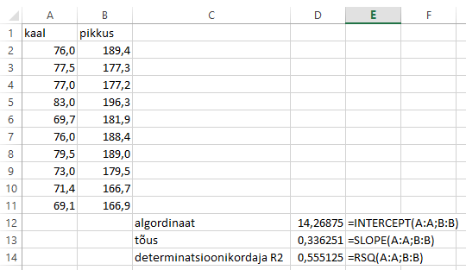 A B C D E F
1 kaal pikkus
2 76,0 189,4
3 77,5 177,3
4 77,0 177,2
5 83,0 196,3
6 69,7 181,9
7 76,0 188,4
8 79,5 189,0
9 73,0 179,5
10 71,4 166,7
11 69,1 166,9
12 algordinaat 14,26875 =INTERCEPT(A:A;B:B)
13 tõus 0,336251 =SLOPE(A:A;B:B)
14 determinatsioonikordaja R2 0,555125 =RSQ(A:A;B:B)